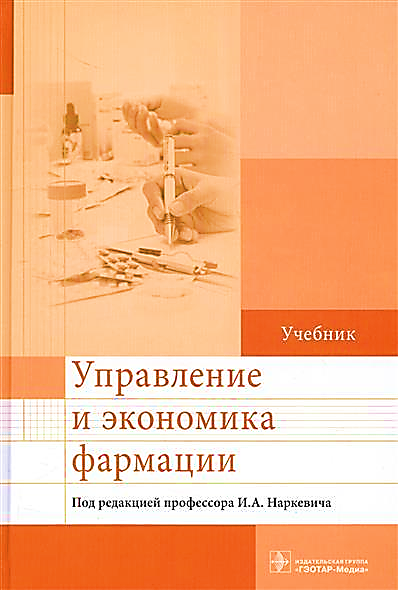 Учебник
Управление
и экономика
фармации
Под редакцией профессора И.А. Наркевича
ИЗДАТЕЛЬСКАЯ ГРУППА
«ГЭОТАР-Медиа»